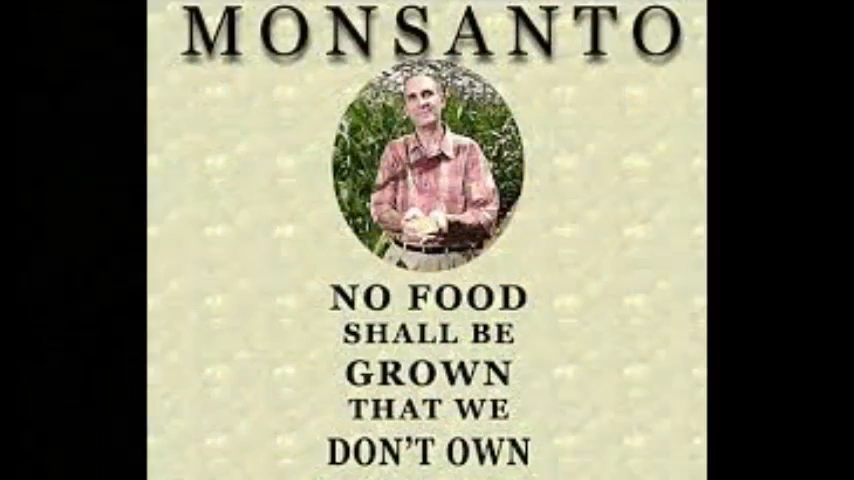 MONSANTO
NO FOOD
SHALL BE
GROWN
THAT WE
DON'T OWN